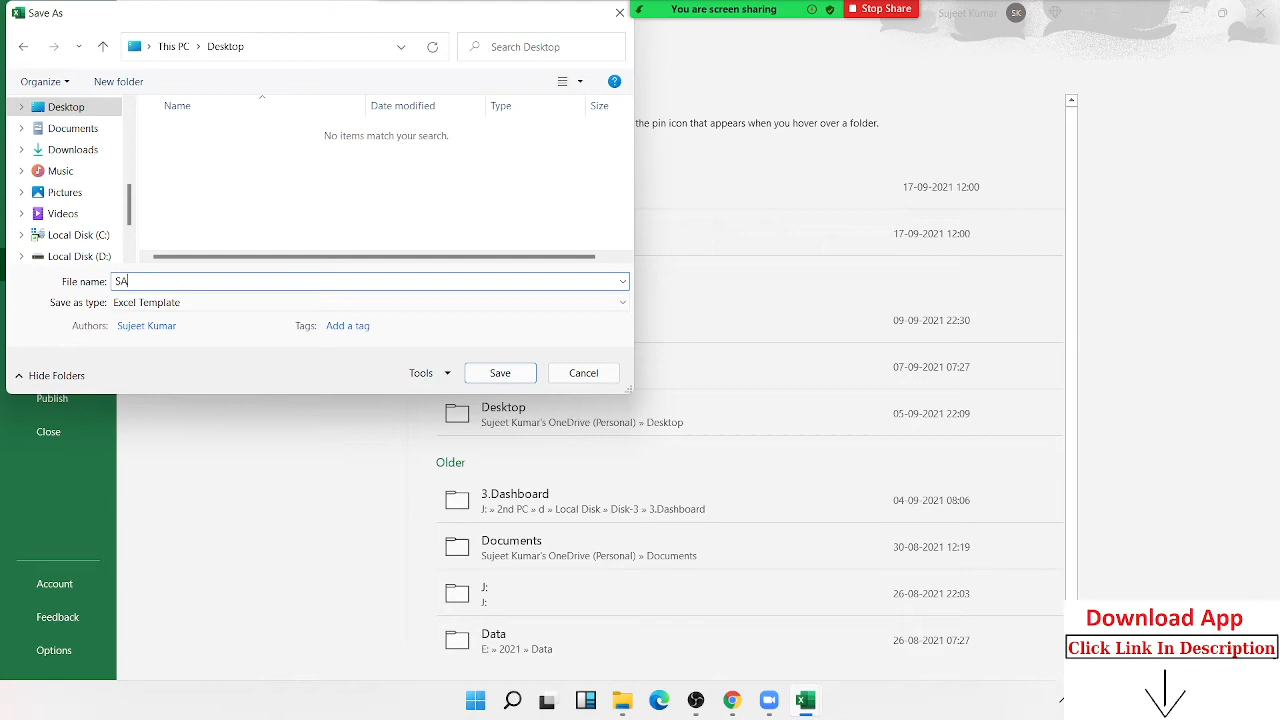 Save As
You are screen sharing
Stop Share
Sujeet Kumar
SK
This PC
Desktop
Search Desktop
Organize
New folder
Desktop
Documents
Downloads
Music
Pictures
Videos
Local Disk (C:)
Local Disk (D:)
Name
Date modified
Type
Size
No items match your search.
File name: SA
Save as type: Excel Template
Authors: Sujeet Kumar
Tags: Add a tag
Hide Folders
Tools
Save
Cancel
the pin icon that appears when you hover over a folder.
17-09-2021 12:00
17-09-2021 12:00
09-09-2021 22:30
07-09-2021 07:27
Publish
Close
Account
Feedback
Options
Desktop
Sujeet Kumar's OneDrive (Personal) » Desktop
05-09-2021 22:09
Older
3.Dashboard
J: » 2nd PC » d » Local Disk » Disk-3 » 3.Dashboard
04-09-2021 08:06
Documents
Sujeet Kumar's OneDrive (Personal) » Documents
30-08-2021 12:19
J:
J:
26-08-2021 22:03
Data
E: » 2021 » Data
26-08-2021 07:27
Download App
Click Link In Description